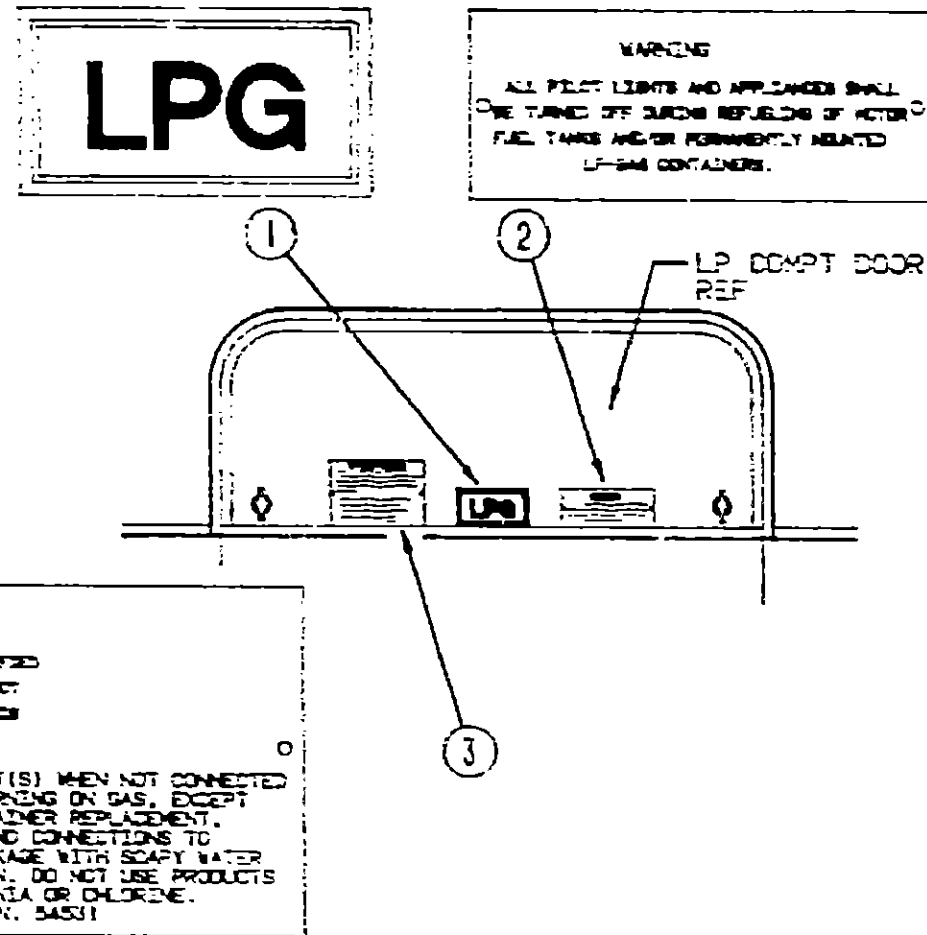 LPG
WARNING
ALL PILOT LIGHTS AND APPLIANCES SHALL
BE TURNED OFF DURING REFUELING OF MOTOR
FUEL TANKS AND/OR PERMANENTLY MOUNTED
LP-GAS CONTAINERS.
1
2
LP COMPT DOOR
REF
LPG
3
T(S) WHEN NOT CONNECTED
RNING ON GAS. EXCEPT
AINER REPLACEMENT.
ND CONNECTIONS TO
KAGE WITH SOAPY WATER
N. DO NOT USE PRODUCTS
NIA OR CHLORINE.
N. 54531